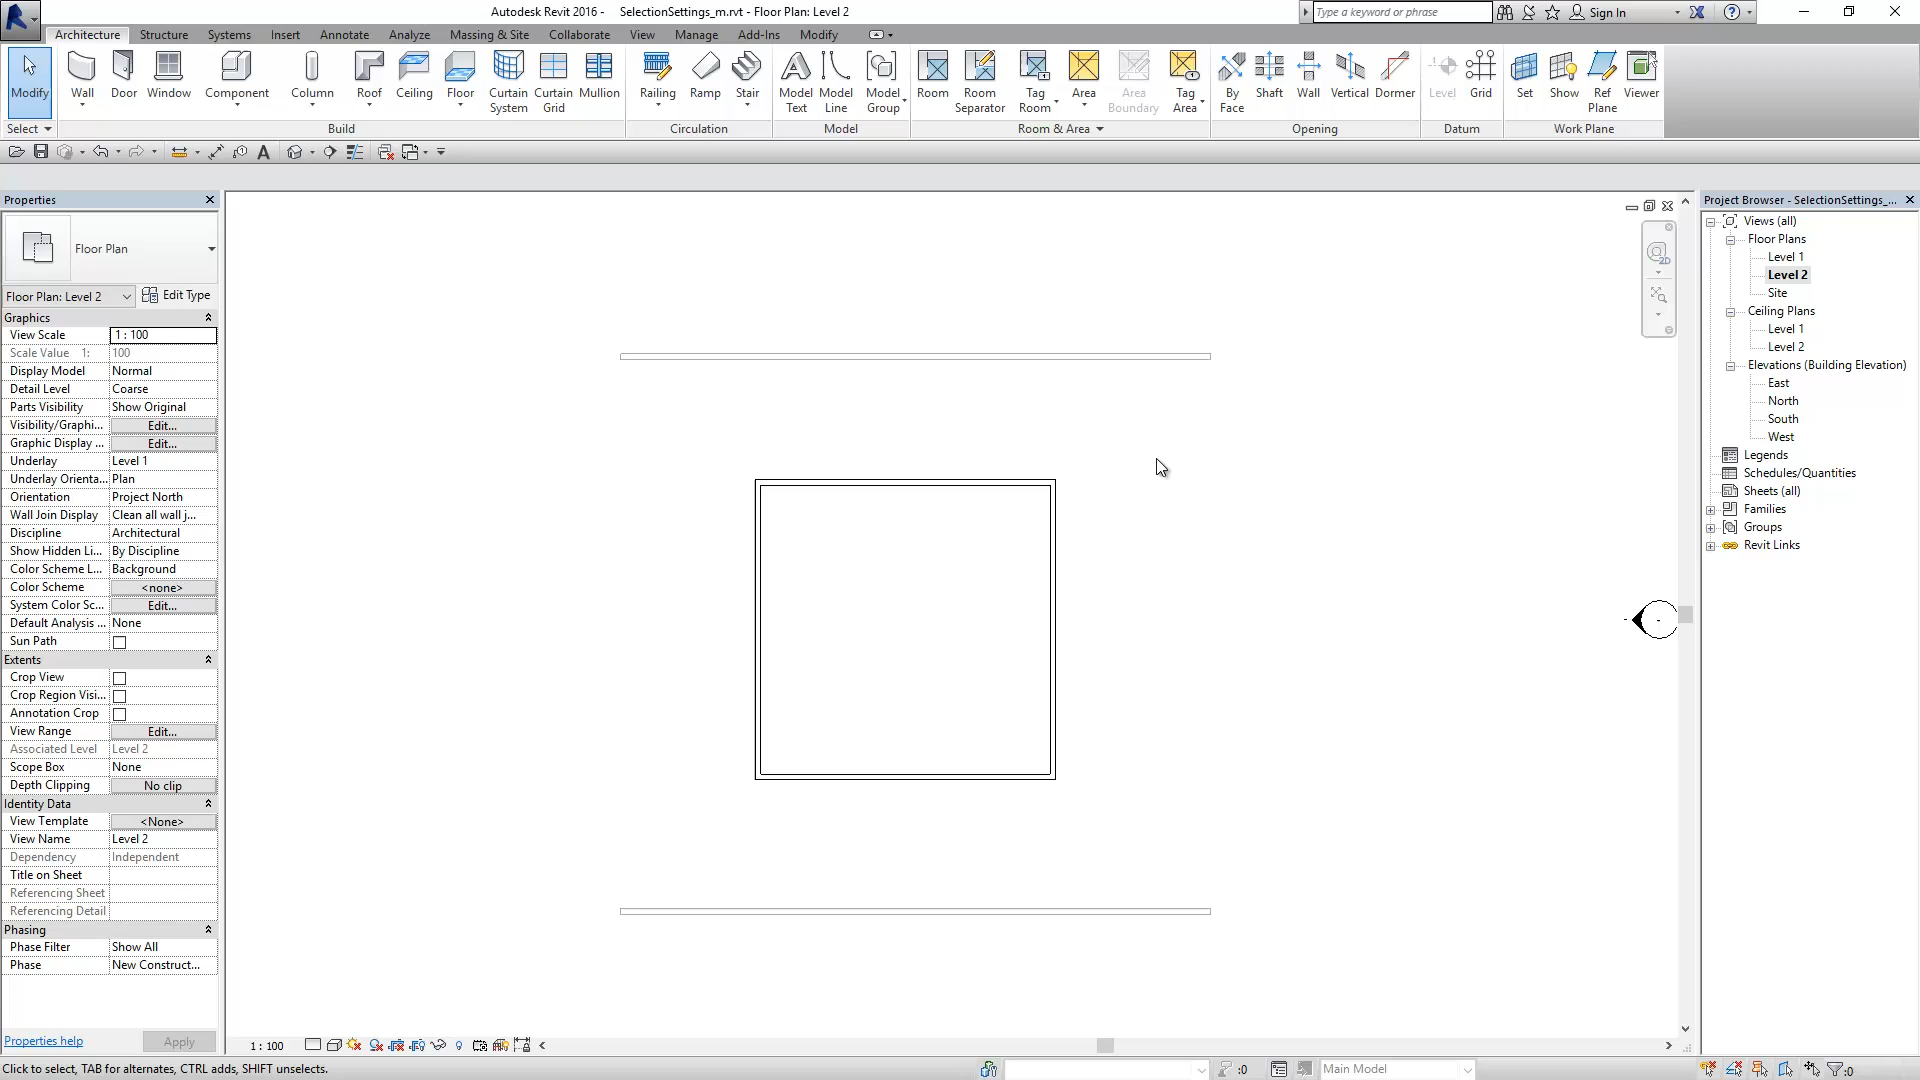 Autodesk Revit 2016 - SelectionSettings_m.rvt - Floor Plan: Level 2
Type a keyword or phrase
Sign In
Architecture Structure Systems Insert Annotate Analyze Massing & Site Collaborate View Manage Add-Ins Modify
Modify Wall Door Window Component Column Roof Ceiling Floor Curtain System Curtain Grid Mullion Railing Ramp Stair Model Text Model Line Model Group Room Room Separator Tag Room Area Area Boundary Tag Area By Face Shaft Wall Vertical Dormer Level Grid Set Show Ref Plane Viewer
Select Build Circulation Model Room & Area Opening Datum Work Plane
Properties
Floor Plan
Floor Plan: Level 2 Edit Type
Graphics
View Scale 1 : 100
Scale Value 1: 100
Display Model Normal
Detail Level Coarse
Parts Visibility Show Original
Visibility/Graphi... Edit...
Graphic Display ... Edit...
Underlay Level 1
Underlay Orienta... Plan
Orientation Project North
Wall Join Display Clean all wall j...
Discipline Architectural
Show Hidden Li... By Discipline
Color Scheme L... Background
Color Scheme <none>
System Color Sc... Edit...
Default Analysis ... None
Sun Path
Extents
Crop View
Crop Region Visi...
Annotation Crop
View Range Edit...
Associated Level Level 2
Scope Box None
Depth Clipping No clip
Identity Data
View Template <None>
View Name Level 2
Dependency Independent
Title on Sheet
Referencing Sheet
Referencing Detail
Phasing
Phase Filter Show All
Phase New Construct...
Properties help Apply
2D
1 : 100
Project Browser - SelectionSettings_...
Views (all)
Floor Plans
Level 1
Level 2
Site
Ceiling Plans
Level 1
Level 2
Elevations (Building Elevation)
East
North
South
West
Legends
Schedules/Quantities
Sheets (all)
Families
Groups
Revit Links
Click to select, TAB for alternates, CTRL adds, SHIFT unselects.
:0
Main Model
:0